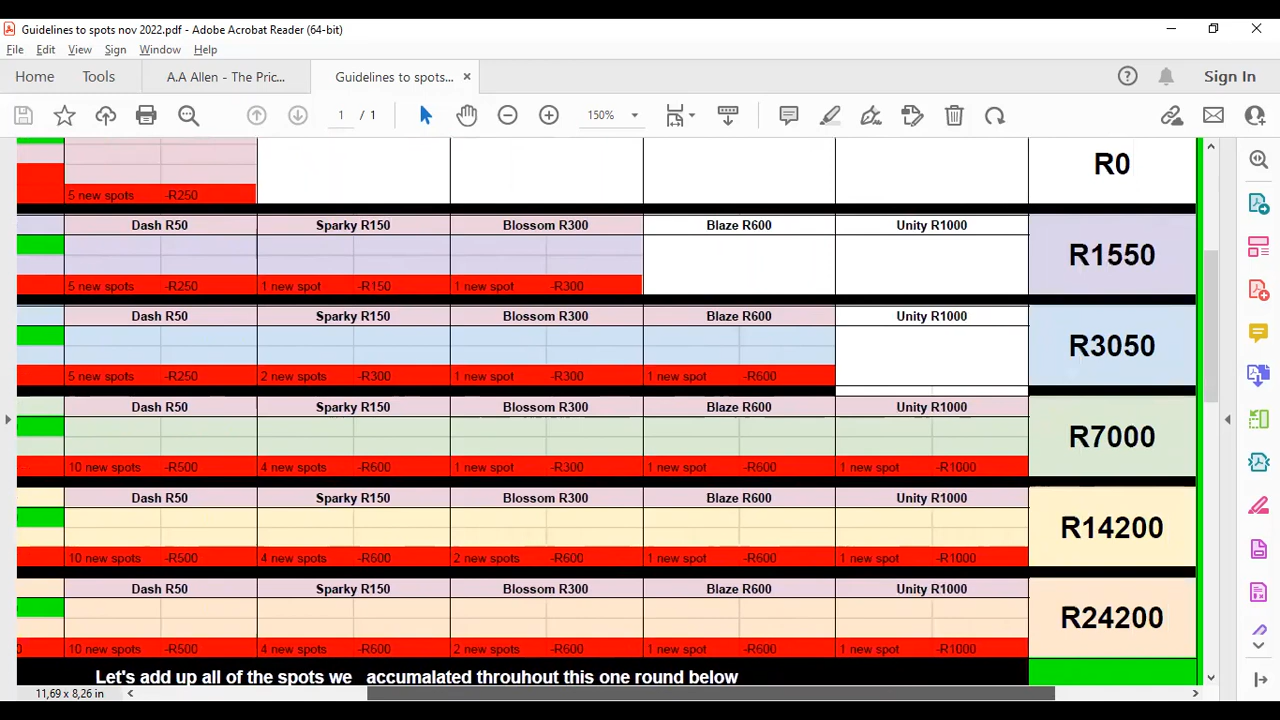 Guidelines to spots nov 2022.pdf - Adobe Acrobat Reader (64-bit)
File Edit View Sign Window Help
Home Tools A.A Allen - The Pric... Guidelines to spots... × Sign In
1 / 1 150%
R0
5 new spots -R250
Dash R50 Sparky R150 Blossom R300 Blaze R600 Unity R1000
R1550
5 new spots -R250 1 new spot -R150 1 new spot -R300
Dash R50 Sparky R150 Blossom R300 Blaze R600 Unity R1000
R3050
5 new spots -R250 2 new spots -R300 1 new spot -R300 1 new spot -R600
Dash R50 Sparky R150 Blossom R300 Blaze R600 Unity R1000
R7000
10 new spots -R500 4 new spots -R600 1 new spot -R300 1 new spot -R600 1 new spot -R1000
Dash R50 Sparky R150 Blossom R300 Blaze R600 Unity R1000
R14200
10 new spots -R500 4 new spots -R600 2 new spots -R600 1 new spot -R600 1 new spot -R1000
Dash R50 Sparky R150 Blossom R300 Blaze R600 Unity R1000
R24200
0 10 new spots -R500 4 new spots -R600 2 new spots -R600 1 new spot -R600 1 new spot -R1000
Let's add up all of the spots we accumalated throuhout this one round below
11,69 x 8,26 in